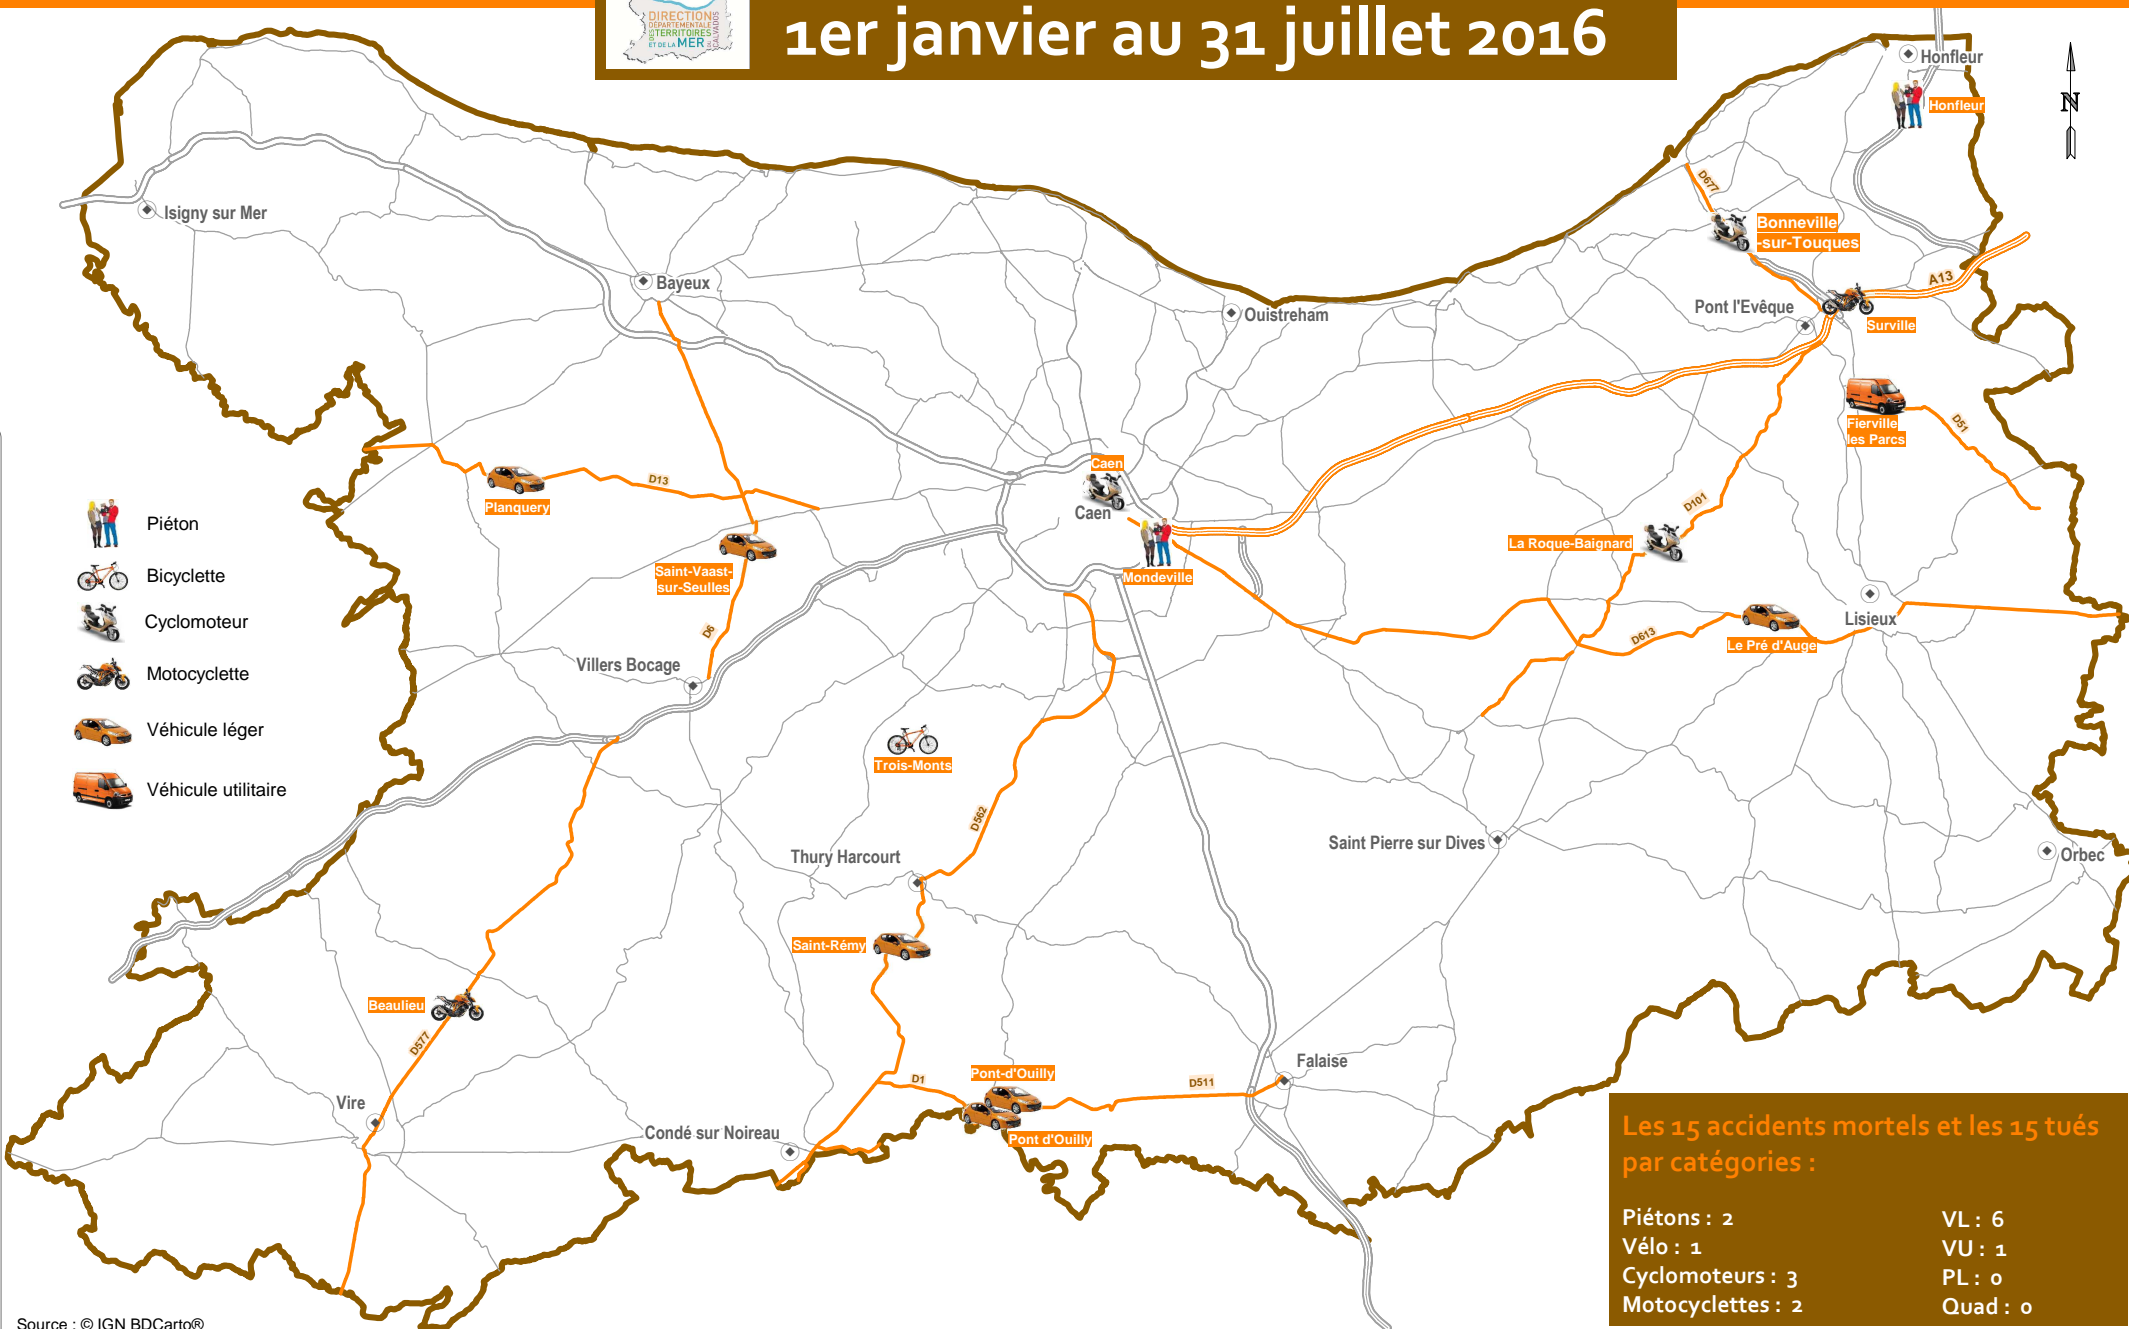 DIRECTION
DÉPARTEMENTALE
DES TERRITOIRES
ET DE LA MER
DU CALVADOS
1er janvier au 31 juillet 2016
Honfleur
Honfleur
N
D677
Isigny sur Mer
Bonneville
-sur-Touques
A13
Bayeux
Pont l'Evêque
Ouistreham
Surville
Fierville
les Parcs
D51
Caen
D13
Planquery
D101
Caen
Piéton
La Roque-Baignard
Saint-Vaast-
sur-Seulles
Mondeville
Bicyclette
Cyclomoteur
Lisieux
D6
D613
Le Pré d'Auge
Villers Bocage
Motocyclette
Véhicule léger
Trois-Monts
Véhicule utilitaire
D562
Saint Pierre sur Dives
Thury Harcourt
Orbec
Saint-Rémy
Beaulieu
D577
Falaise
Pont-d'Ouilly
D1
D511
Vire
Condé sur Noireau
Pont d'Ouilly
Les 15 accidents mortels et les 15 tués
par catégories :
Piétons : 2
Vélo : 1
Cyclomoteurs : 3
Motocyclettes : 2
VL : 6
VU : 1
PL : 0
Quad : 0
Source : © IGN BDCarto®